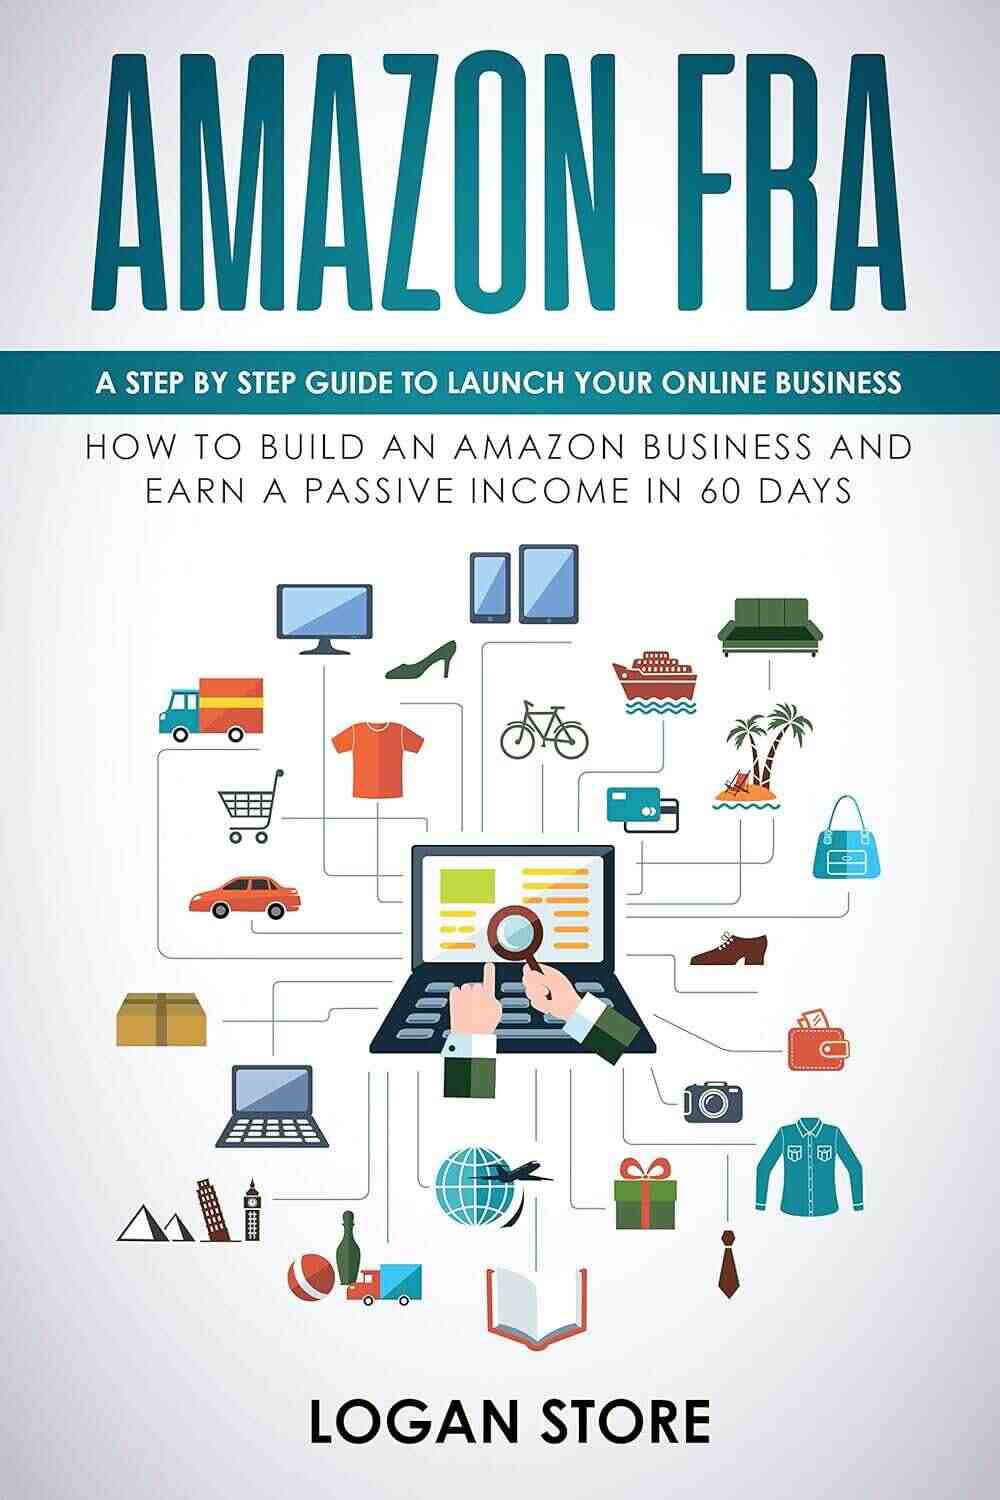 AMAZON FBA
A STEP BY STEP GUIDE TO LAUNCH YOUR ONLINE BUSINESS
HOW TO BUILD AN AMAZON BUSINESS AND
EARN A PASSIVE INCOME IN 60 DAYS
LOGAN STORE